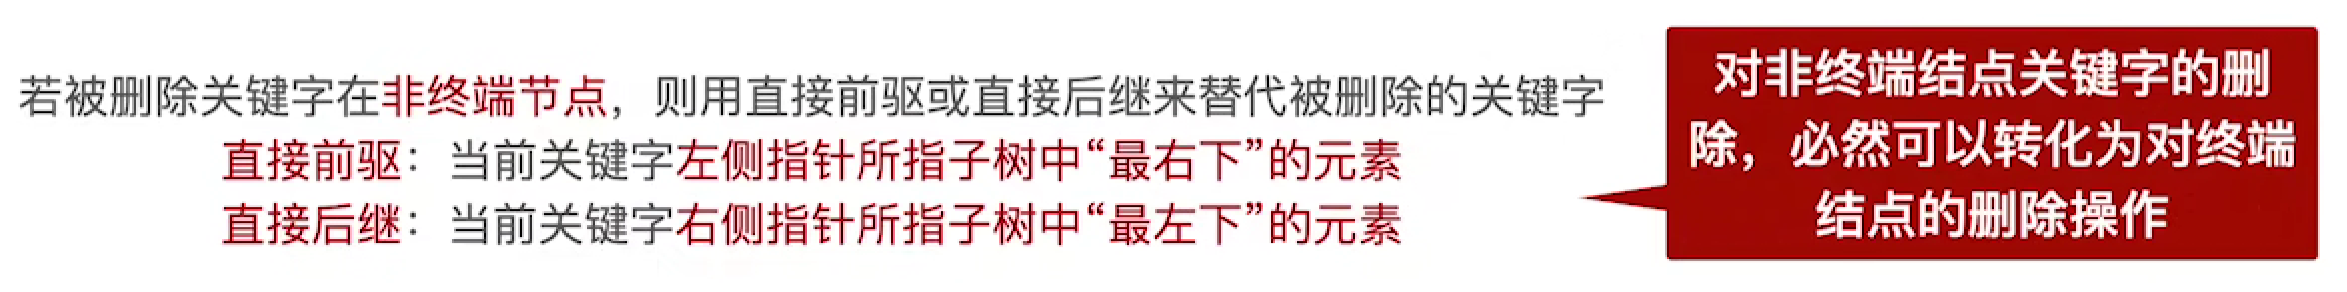 若被删除关键字在非终端节点，则用直接前驱或直接后继来替代被删除的关键字
直接前驱：当前关键字左侧指针所指子树中“最右下”的元素
直接后继：当前关键字右侧指针所指子树中“最左下”的元素
对非终端结点关键字的删
除，必然可以转化为对终端
结点的删除操作